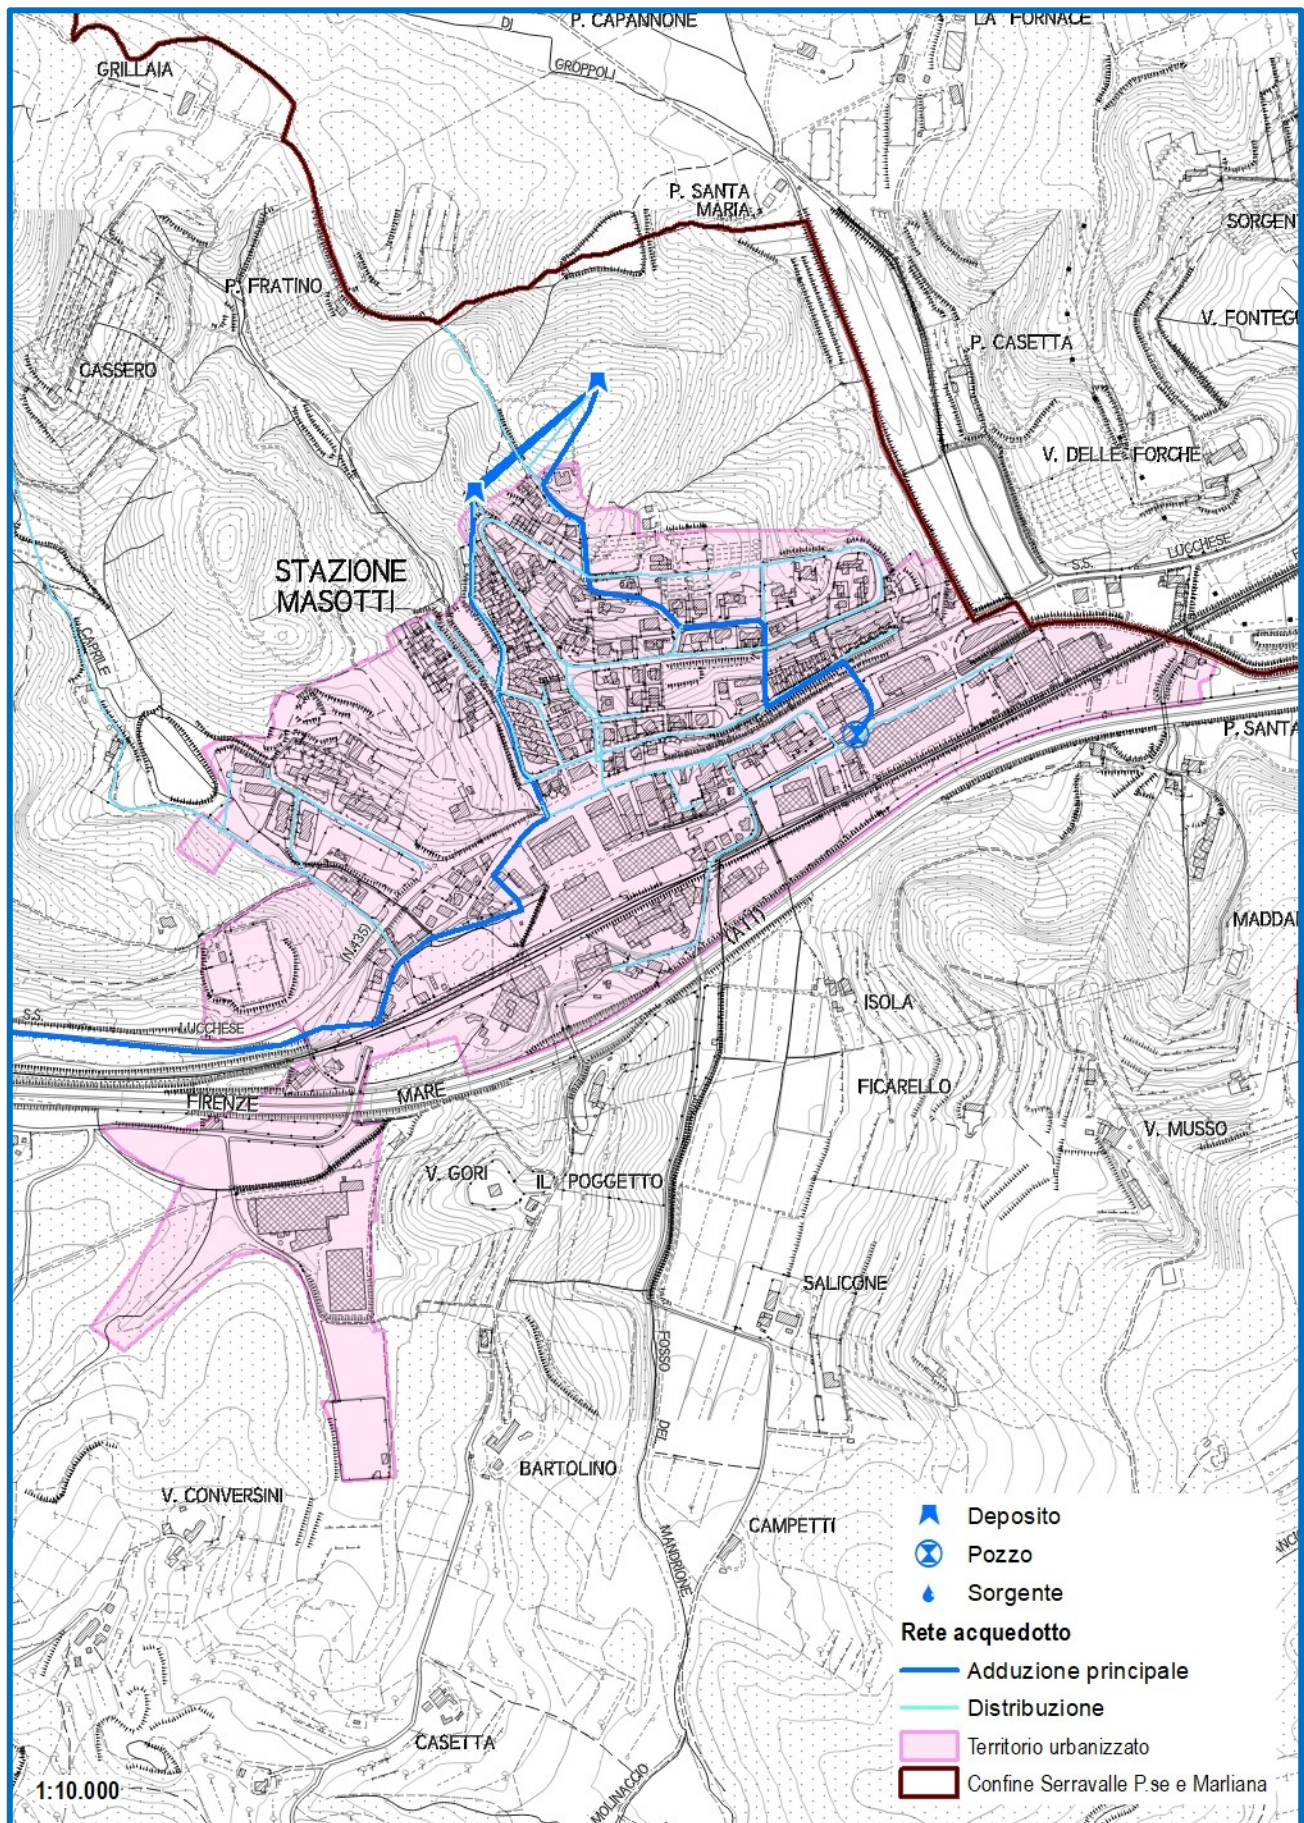 P. CAPANNONE
LA FORNACE
DI
GROPPOLI
GRILLAIA
P. SANTA
MARIA
SORGEN
P. FRATINO
V. FONTEG
P. CASETTA
CASSERO
V. DELLE FORCHE
LUCCHESE
S.S.
STAZIONE
MASOTTI
CAPRILE
P. SANTA
MADDA
(N.435)
(A11)
ISOLA
S.S.
LUCCHESE
FICARELLO
MARE
FIRENZE
V. MUSSO
V. GORI
IL POGGETTO
SALICONE
FOSSO
DEL
BARTOLINO
V. CONVERSINI
CAMPETTI
MANDRIONE
CASETTA
MOLINACCIO
Deposito
Pozzo
Sorgente
Rete acquedotto
Adduzione principale
Distribuzione
Territorio urbanizzato
Confine Serravalle P.se e Marliana
1:10.000